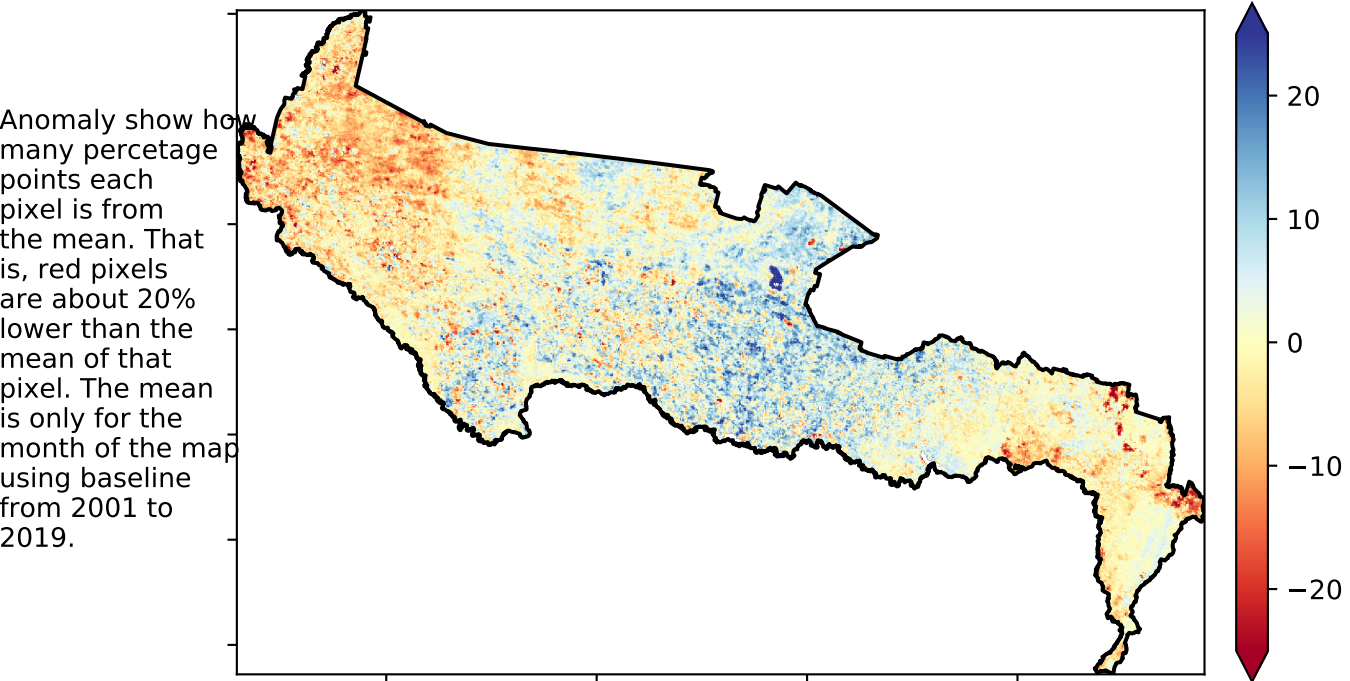 Anomaly show how
many percetage
points each
pixel is from
the mean. That
is, red pixels
are about 20%
lower than the
mean of that
pixel. The mean
is only for the
month of the map
using baseline
from 2001 to
2019.
20
10
0
−10
−20